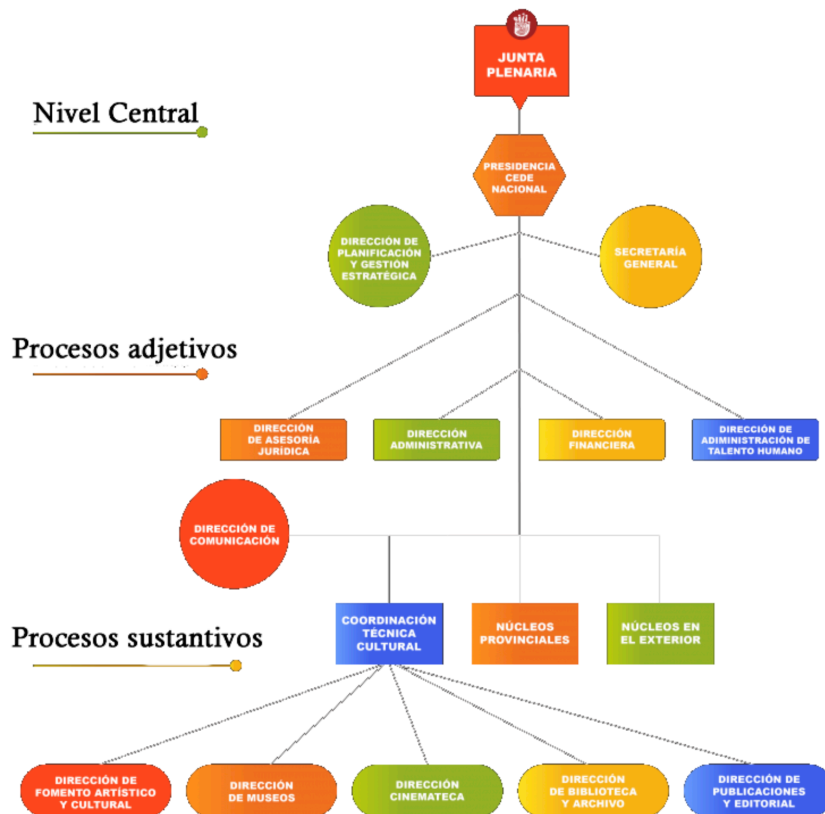 JUNTA
PLENARIA
Nivel Central
PRESIDENCIA
CEDE
NACIONAL
DIRECCIÓN DE
PLANIFICACIÓN
Y GESTIÓN
ESTRATÉGICA
SECRETARÍA
GENERAL
Procesos adjetivos
DIRECCIÓN
DE ASESORÍA
JURÍDICA
DIRECCIÓN
ADMINISTRATIVA
DIRECCIÓN
FINANCIERA
DIRECCIÓN DE
ADIMINISTRACIÓN DE
TALENTO HUMANO
DIRECCIÓN DE
COMUNICACIÓN
Procesos sustantivos
COORDINACIÓN
TÉCNICA
CULTURAL
NÚCLEOS
PROVINCIALES
NÚCLEOS EN
EL EXTERIOR
DIRECCIÓN DE
FOMENTO ARTÍSTICO
Y CULTURAL
DIRECCIÓN
DE MUSEOS
DIRECCIÓN
CINEMATECA
DIRECCIÓN
DE BIBLIOTECA
Y ARCHIVO
DIRECCIÓN DE
PUBLICACIONES
Y EDITORIAL